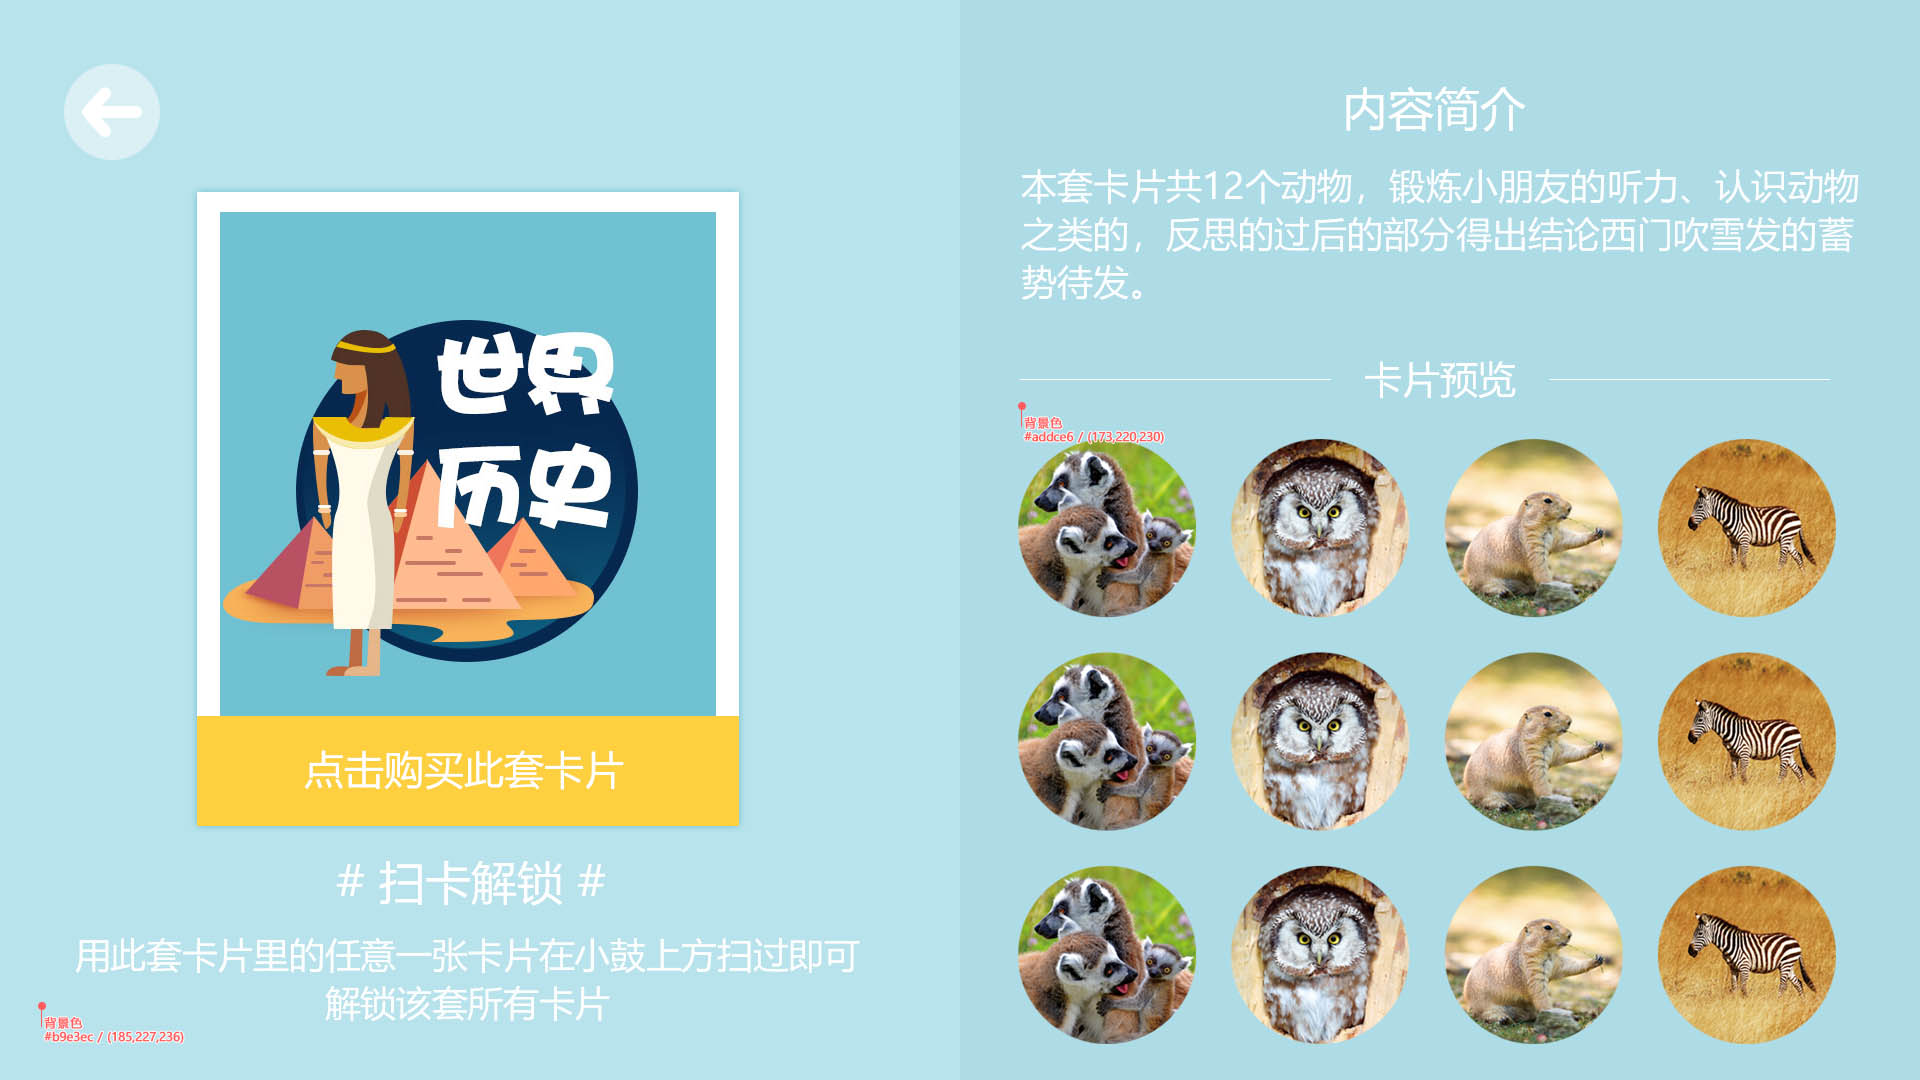 世界
历史
点击购买此套卡片
# 扫卡解锁 #
用此套卡片里的任意一张卡片在小鼓上方扫过即可
解锁该套所有卡片
背景色
#b9e3ec / (185,227,236)
内容简介
本套卡片共12个动物，锻炼小朋友的听力、认识动物
之类的，反思的过后的部分得出结论西门吹雪发的蓄
势待发。
卡片预览
背景色
#addce6 / (173,220,230)